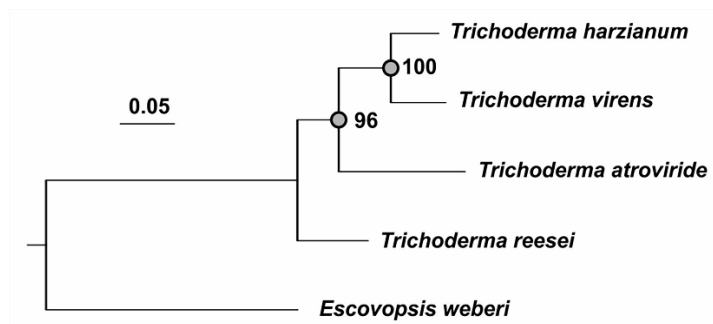 Trichoderma harzianum
100
0.05
Trichoderma virens
96
Trichoderma atroviride
Trichoderma reesei
Escovopsis weberi